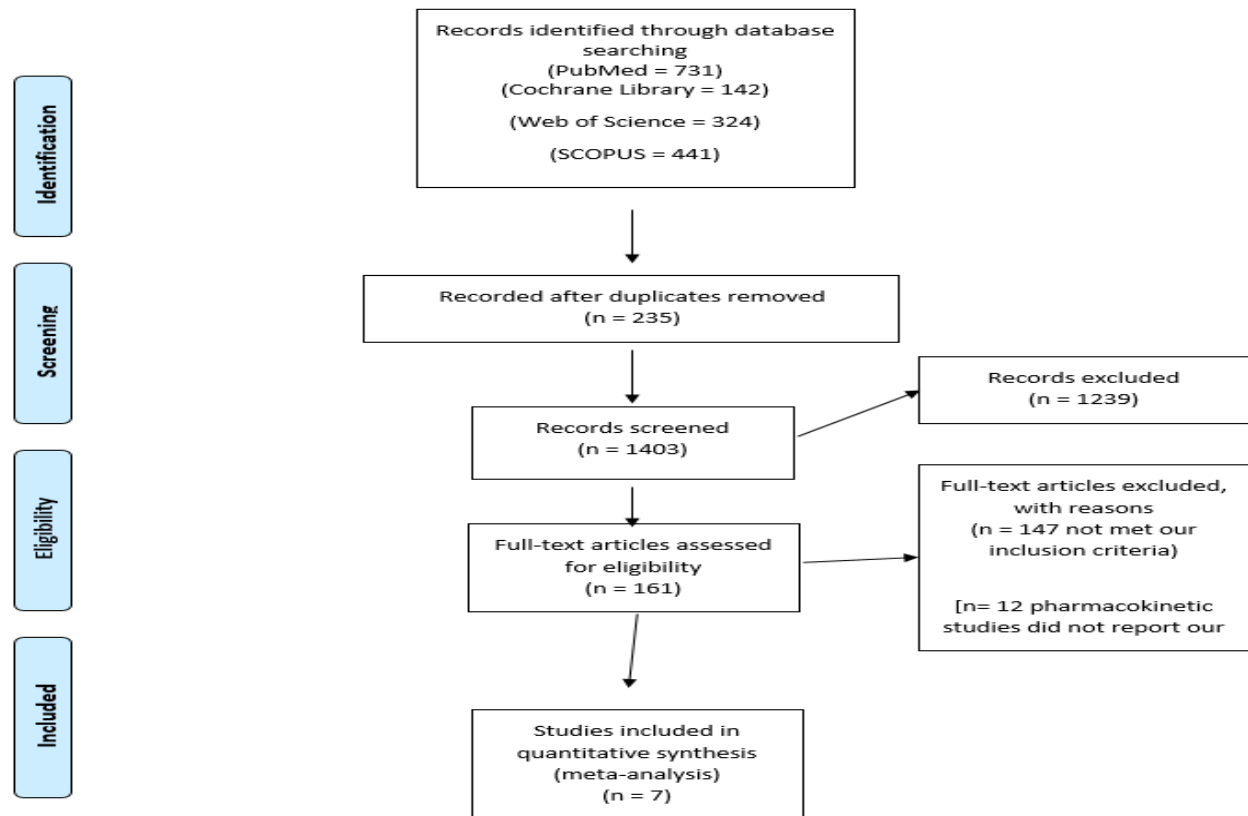 Identification
Records identified through database
searching
(PubMed = 731)
(Cochrane Library = 142)
(Web of Science = 324)
(SCOPUS = 441)
Screening
Recorded after duplicates removed
(n = 235)
Records screened
(n = 1403)
Records excluded
(n = 1239)
Eligibility
Full-text articles assessed
for eligibility
(n = 161)
Full-text articles excluded,
with reasons
(n = 147 not met our
inclusion criteria)
[n= 12 pharmacokinetic
studies did not report our
Included
Studies included in
quantitative synthesis
(meta-analysis)
(n = 7)